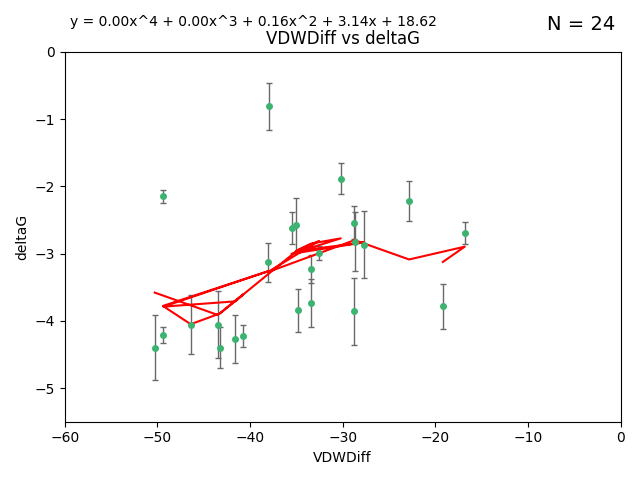 y = 0.00x^4 + 0.00x^3 + 0.16x^2 + 3.14x + 18.62
N = 24
VDWDiff vs deltaG
0
−1
−2
−3
−4
−5
deltaG
−60 −50 −40 −30 −20 −10 0
VDWDiff